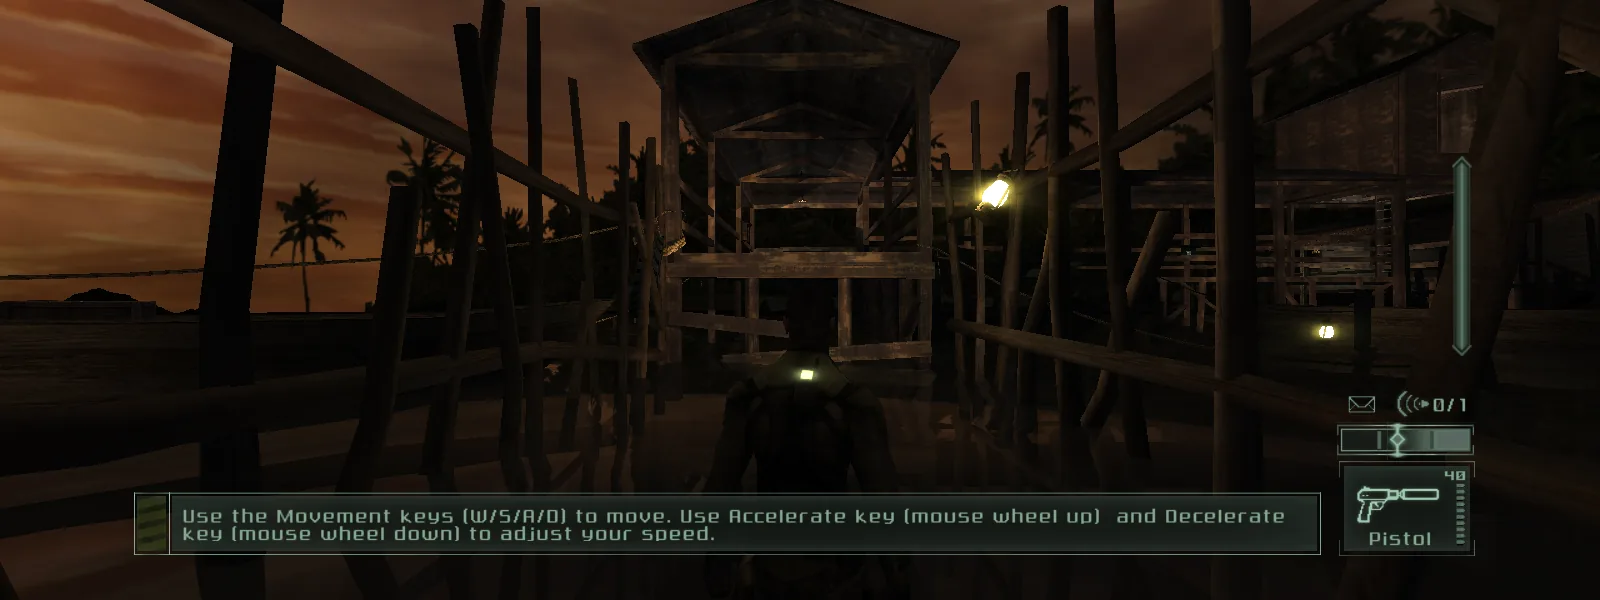 0/1
40
Use the Movement keys (W/S/A/D) to move. Use Accelerate key (mouse wheel up)  and Decelerate
key (mouse wheel down) to adjust your speed.
Pistol